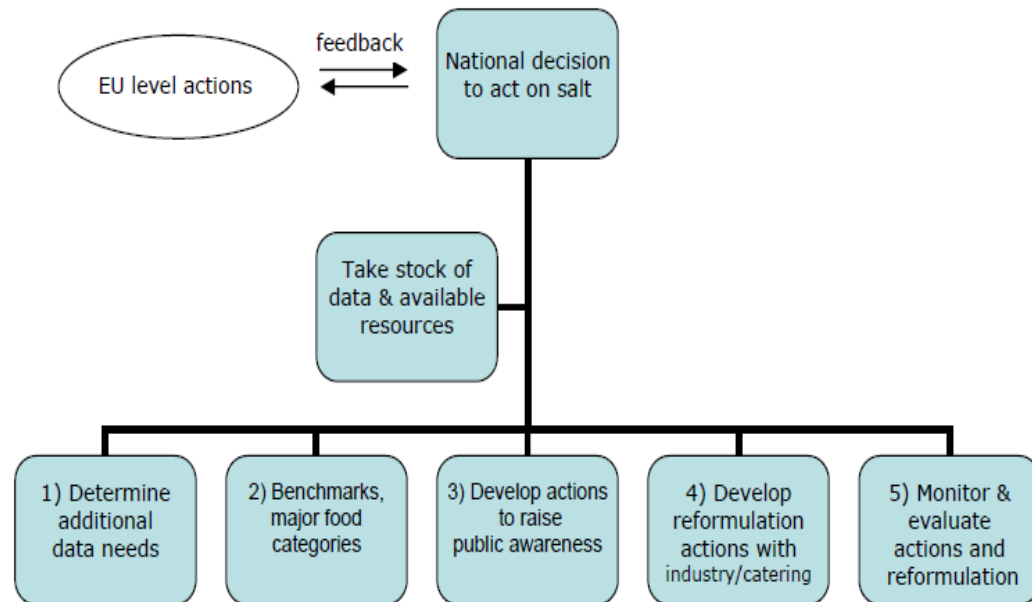 feedback
EU level actions
National decision
to act on salt
Take stock of
data & available
resources
1) Determine
additional
data needs
2) Benchmarks,
major food
categories
3) Develop actions
to raise
public awareness
4) Develop
reformulation
actions with
industry/catering
5) Monitor &
evaluate
actions and
reformulation